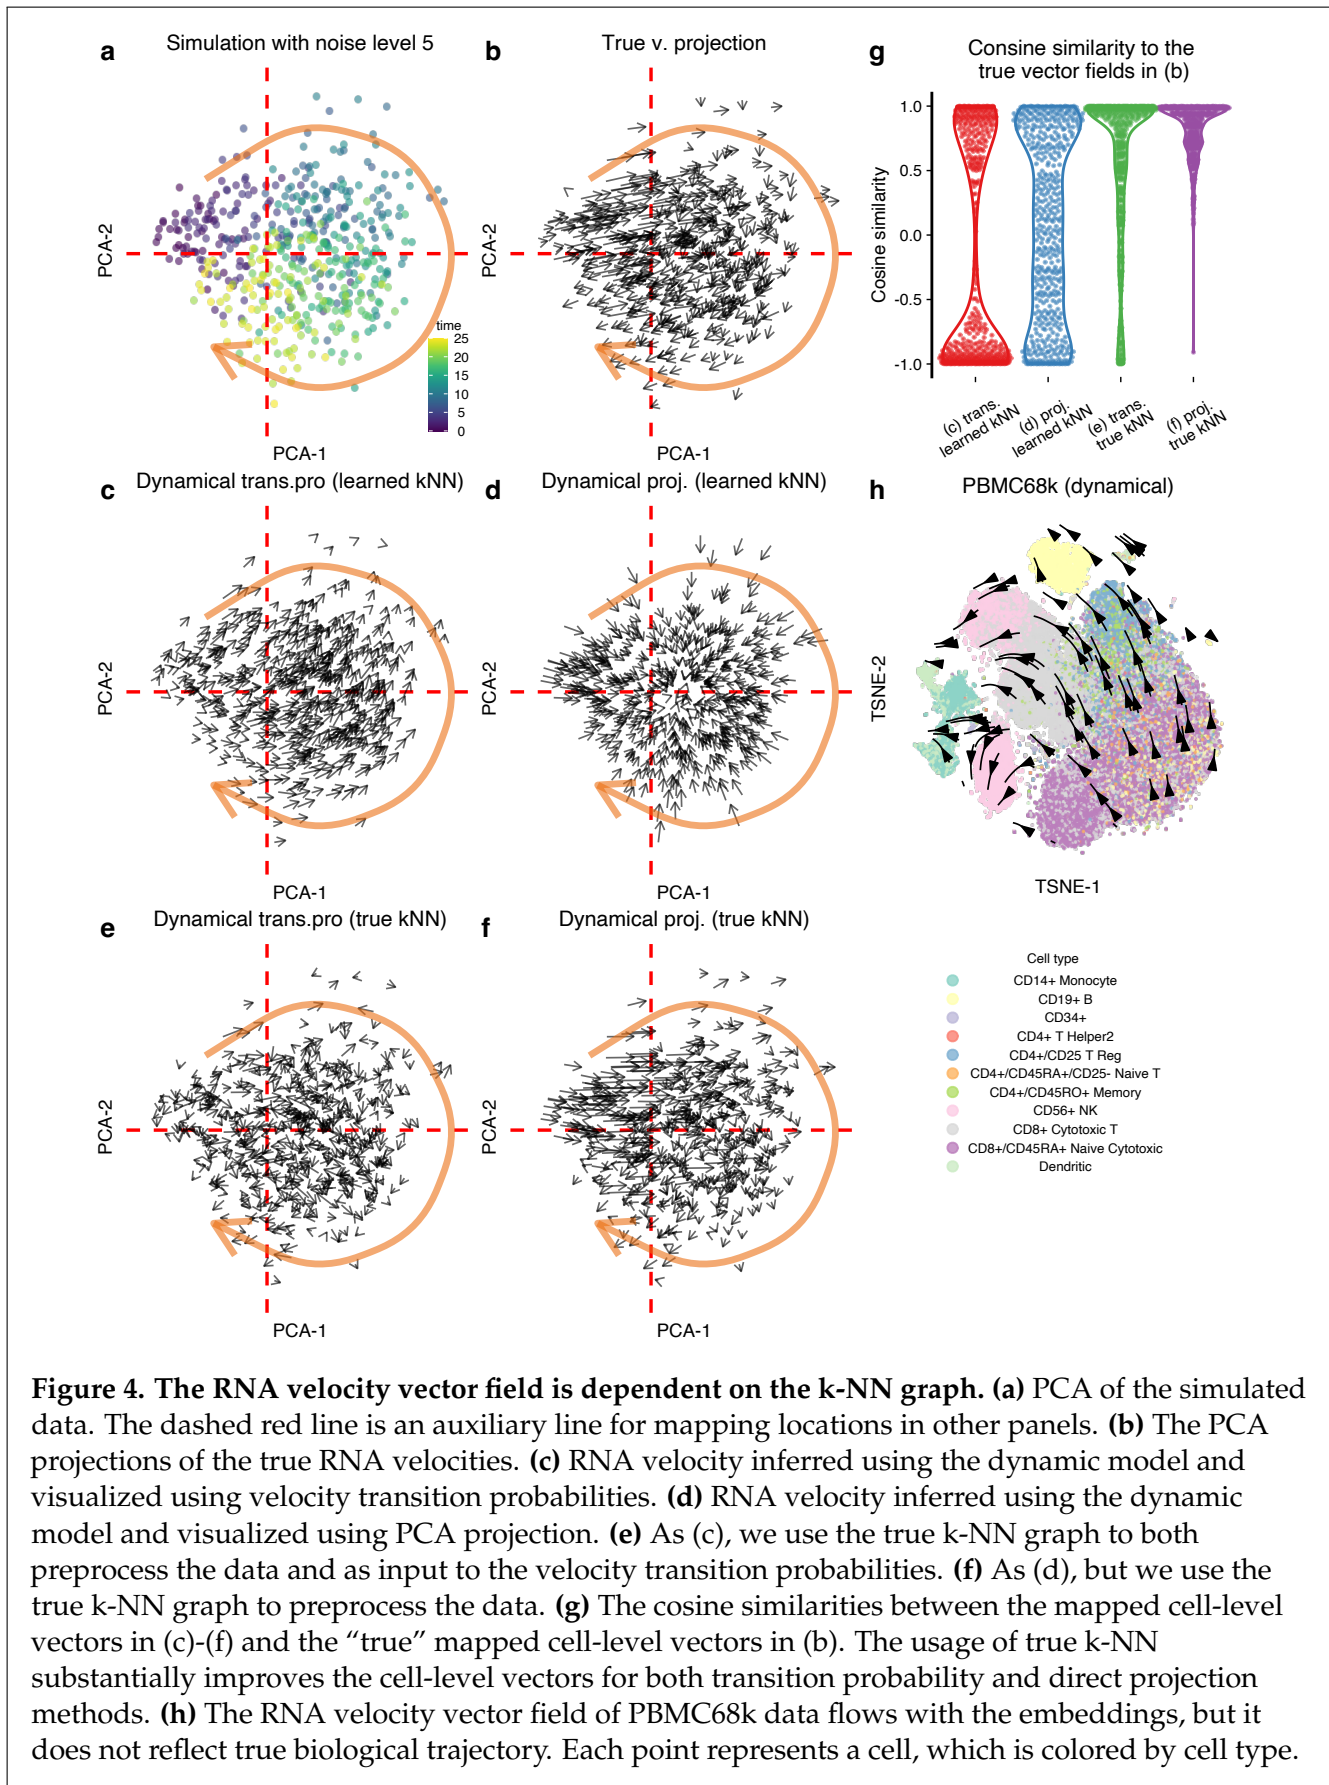 a
Simulation with noise level 5
PCA-2
PCA-1
time
25
20
15
10
5
0
b
True v. projection
PCA-2
PCA-1
g
Consine similarity to the
true vector fields in (b)
Cosine similarity
1.0
0.5
0.0
-0.5
-1.0
(c) trans.
learned kNN
(d) proj.
learned kNN
(e) trans.
true kNN
(f) proj.
true kNN
c
Dynamical trans.pro (learned kNN)
PCA-2
PCA-1
d
Dynamical proj. (learned kNN)
PCA-2
PCA-1
h
PBMC68k (dynamical)
TSNE-2
TSNE-1
e
Dynamical trans.pro (true kNN)
PCA-2
PCA-1
f
Dynamical proj. (true kNN)
PCA-2
PCA-1
Cell type
CD14+ Monocyte
CD19+ B
CD34+
CD4+ T Helper2
CD4+/CD25 T Reg
CD4+/CD45RA+/CD25- Naive T
CD4+/CD45RO+ Memory
CD56+ NK
CD8+ Cytotoxic T
CD8+/CD45RA+ Naive Cytotoxic
Dendritic
Figure 4. The RNA velocity vector field is dependent on the k-NN graph. (a) PCA of the simulated
data. The dashed red line is an auxiliary line for mapping locations in other panels. (b) The PCA
projections of the true RNA velocities. (c) RNA velocity inferred using the dynamic model and
visualized using velocity transition probabilities. (d) RNA velocity inferred using the dynamic
model and visualized using PCA projection. (e) As (c), we use the true k-NN graph to both
preprocess the data and as input to the velocity transition probabilities. (f) As (d), but we use the
true k-NN graph to preprocess the data. (g) The cosine similarities between the mapped cell-level
vectors in (c)-(f) and the “true” mapped cell-level vectors in (b). The usage of true k-NN
substantially improves the cell-level vectors for both transition probability and direct projection
methods. (h) The RNA velocity vector field of PBMC68k data flows with the embeddings, but it
does not reflect true biological trajectory. Each point represents a cell, which is colored by cell type.